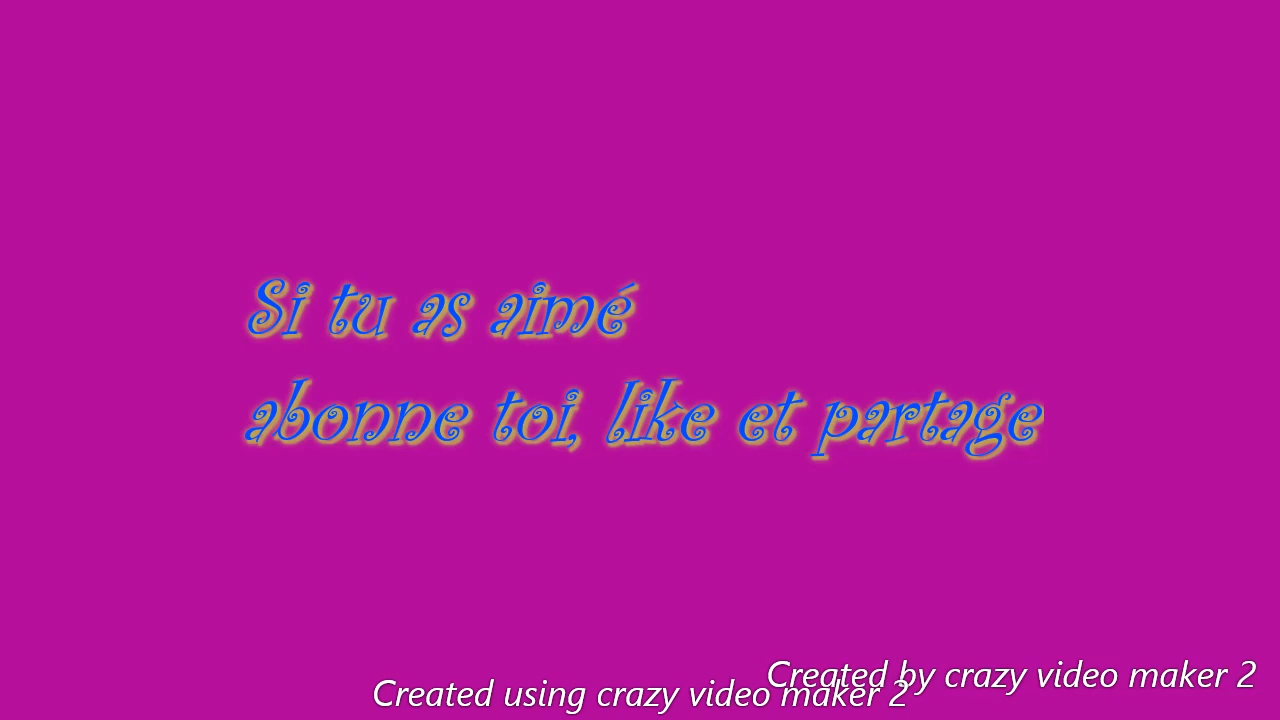 Si tu as aimé
abonne toi, like et partage
Created by crazy video maker 2
Created using crazy video maker 2